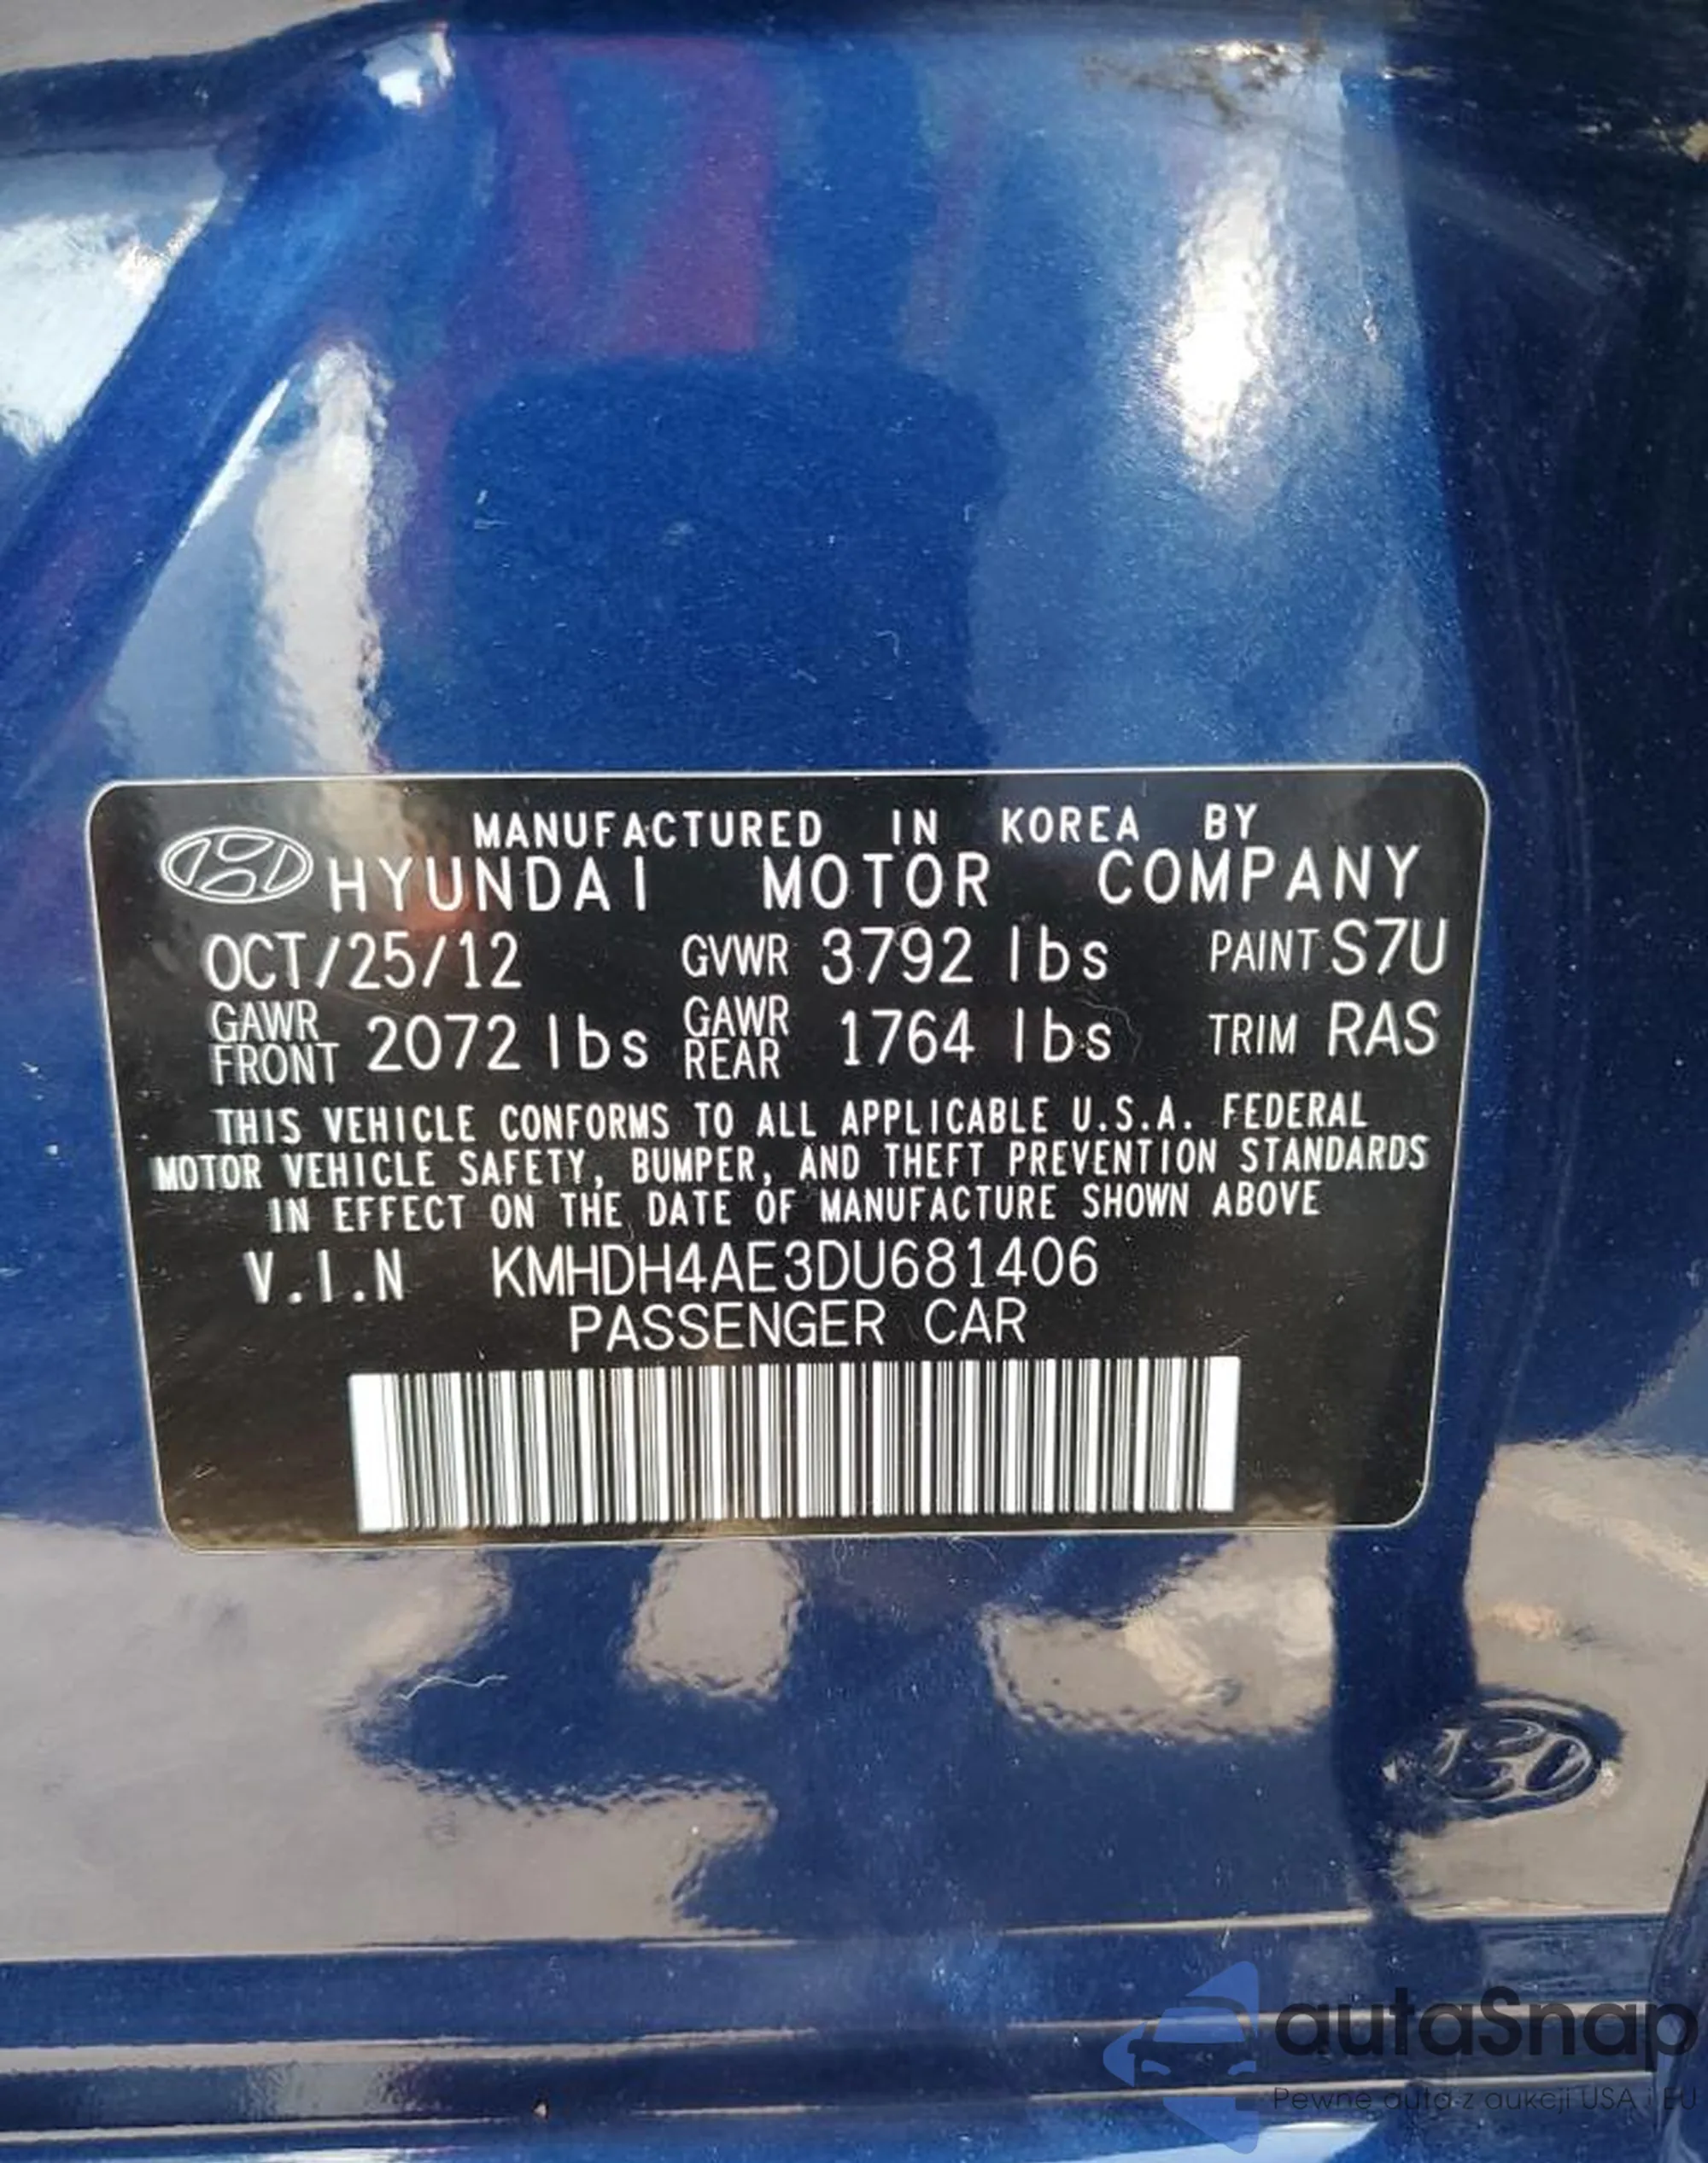 MANUFACTURED IN KOREA BY
HYUNDAI MOTOR COMPANY
OCT/25/12 GVWR 3792 lbs PAINT S7U
GAWR FRONT 2072 lbs GAWR REAR 1764 lbs TRIM RAS
THIS VEHICLE CONFORMS TO ALL APPLICABLE U.S.A. FEDERAL
MOTOR VEHICLE SAFETY, BUMPER, AND THEFT PREVENTION STANDARDS
IN EFFECT ON THE DATE OF MANUFACTURE SHOWN ABOVE
V.I.N KMHDH4AE3DU681406
PASSENGER CAR
autaSnap
Pewne auta z aukcji USA i EU